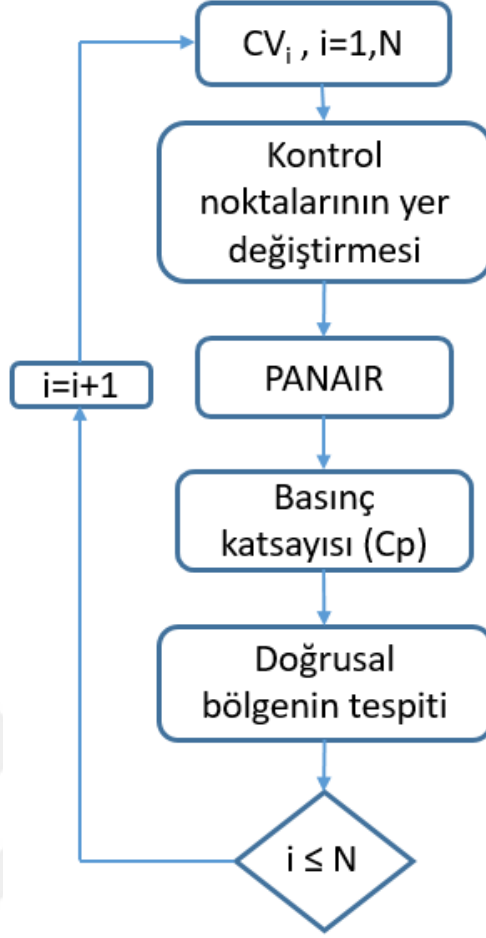 CVᵢ , i=1,N
Kontrol
noktalarının yer
değiştirmesi
PANAIR
i=i+1
Basınç
katsayısı (Cp)
Doğrusal
bölgenin tespiti
i ≤ N